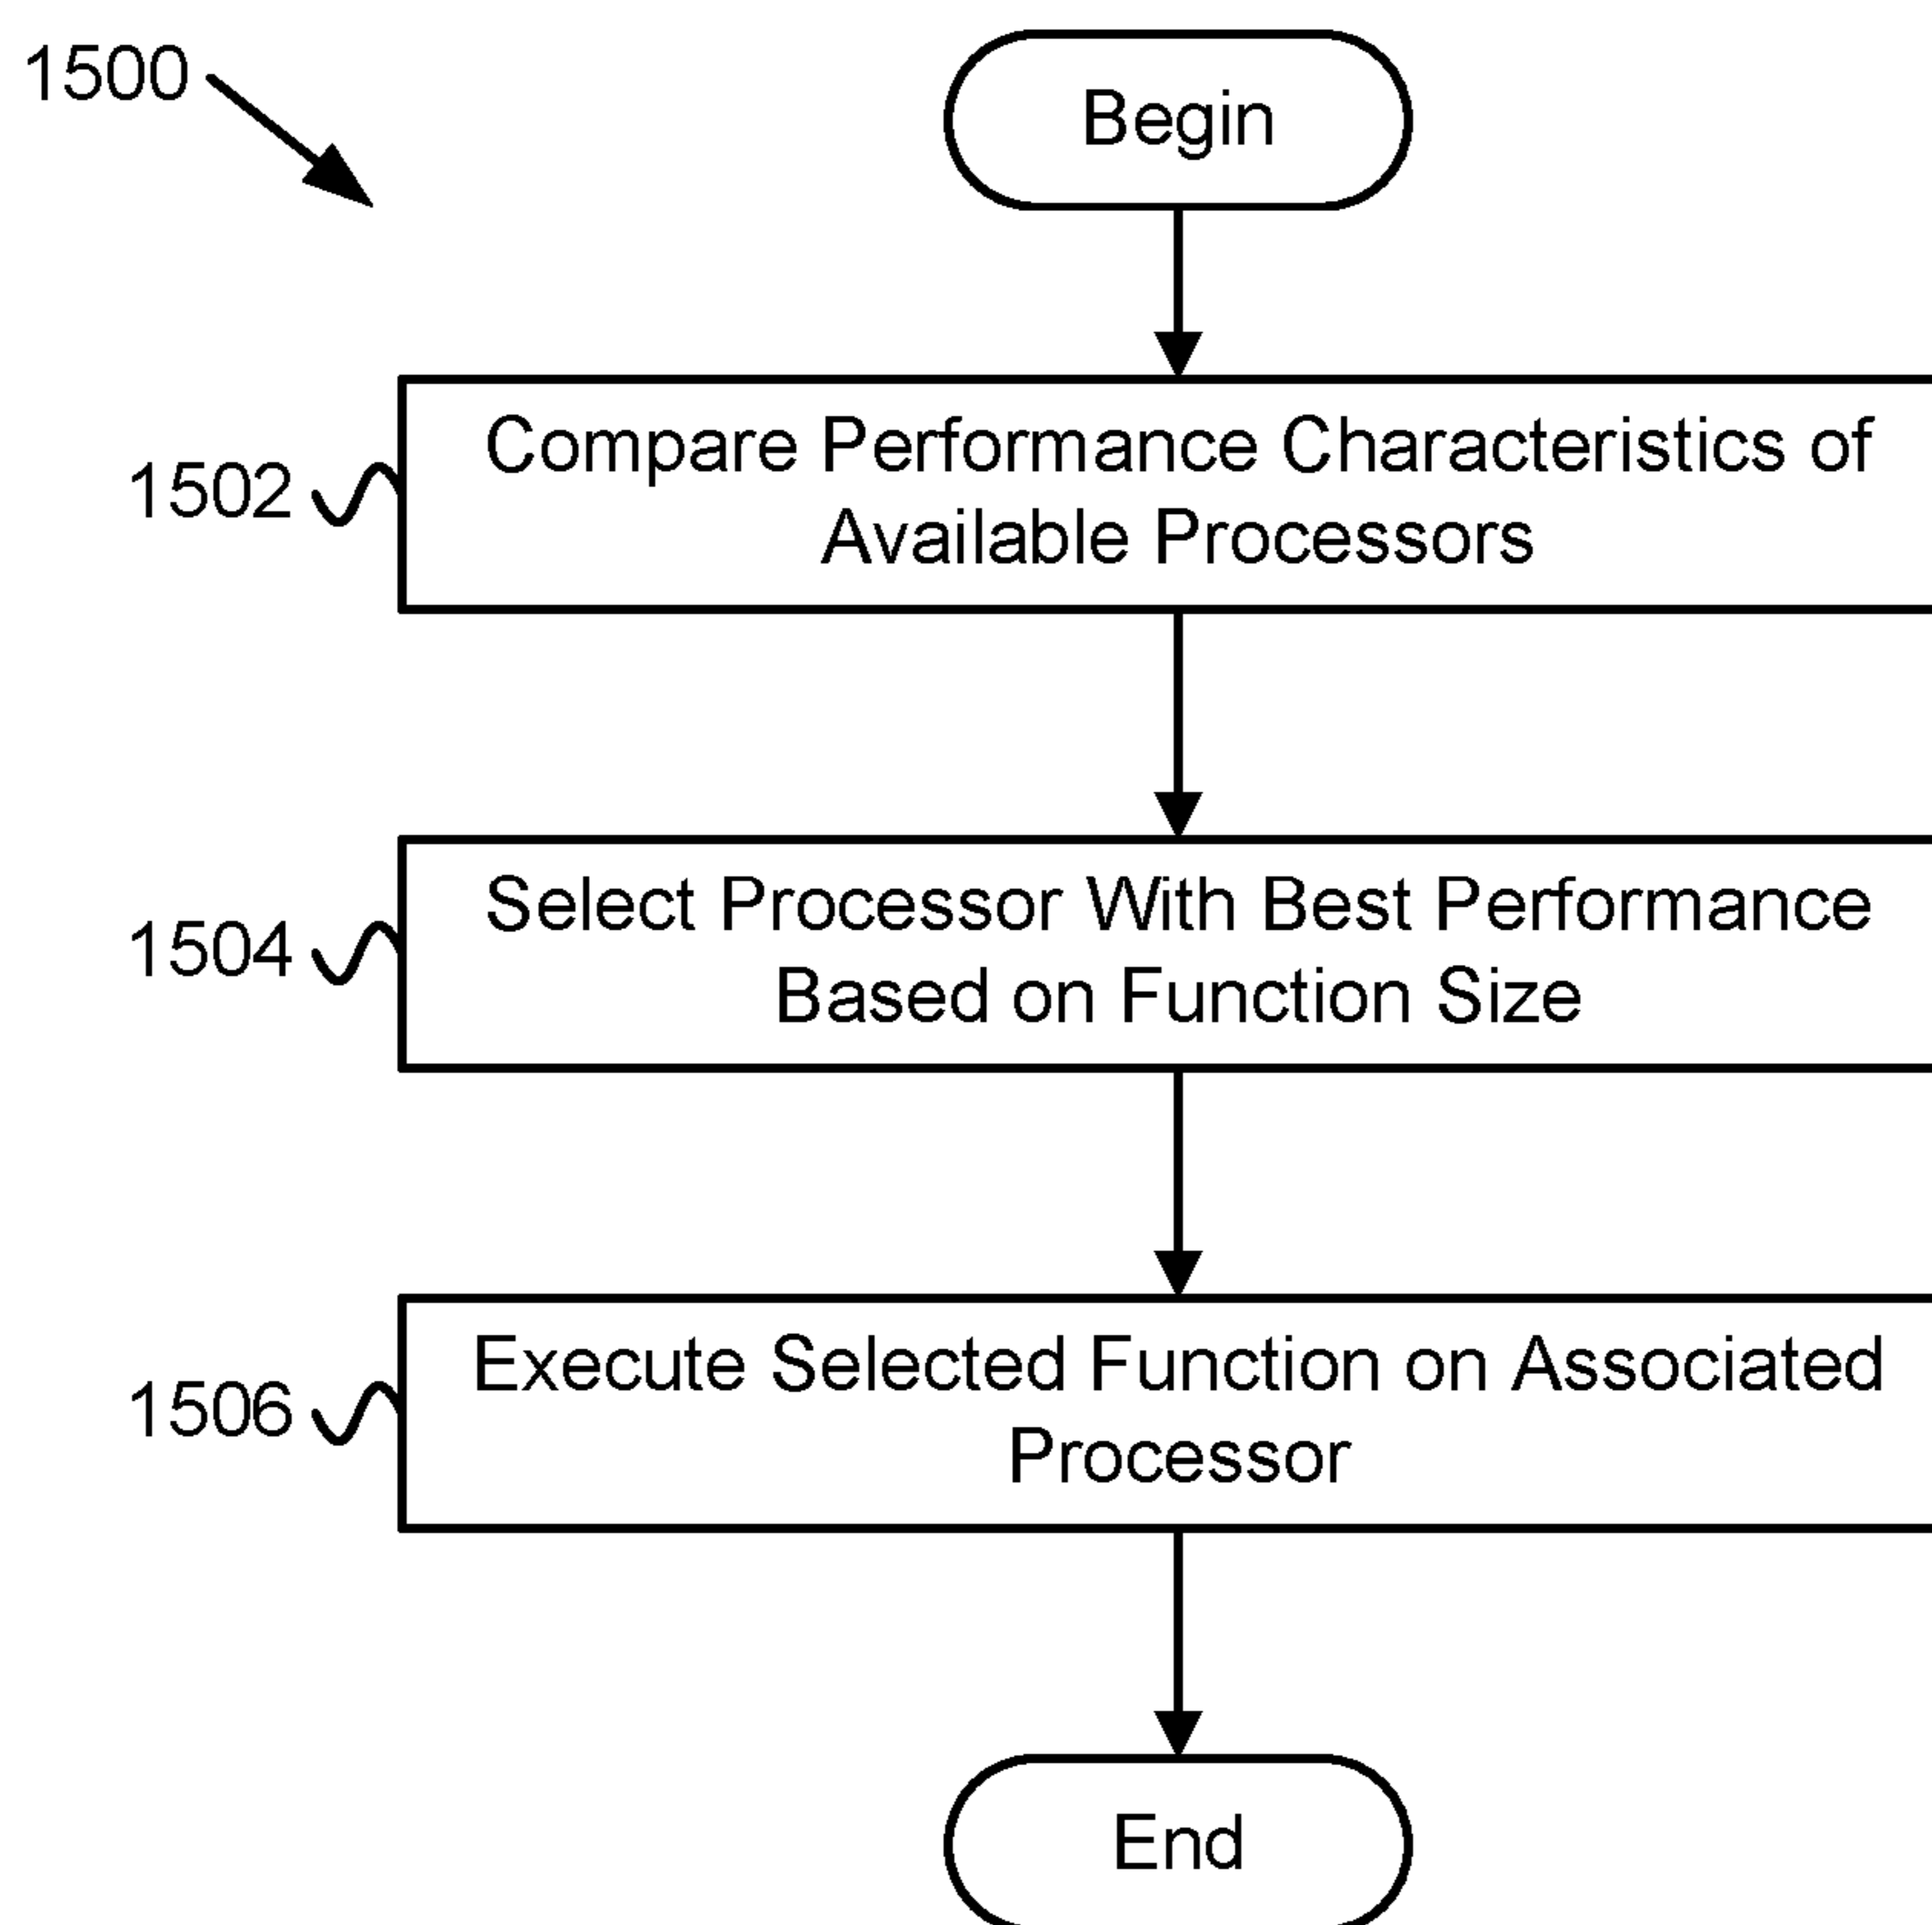 1500
Begin
1502
Compare Performance Characteristics of
Available Processors
1504
Select Processor With Best Performance
Based on Function Size
1506
Execute Selected Function on Associated
Processor
End